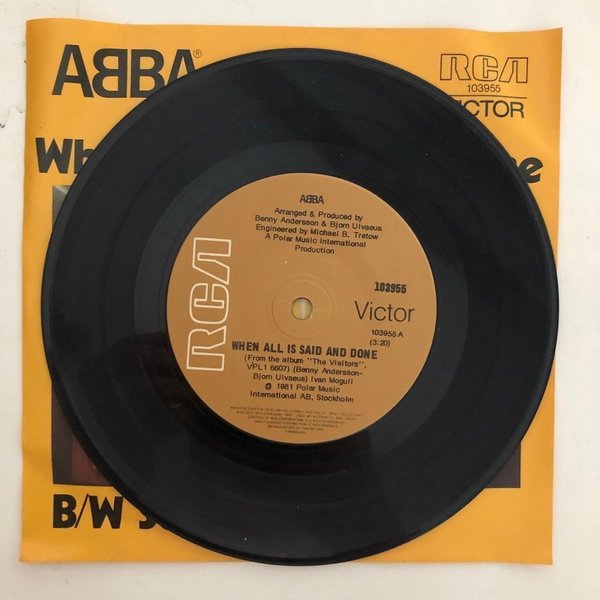 ABBA®
RCA
103955
VICTOR
Wh
ne
ABBA
Arranged & Produced by
Benny Andersson & Bjorn Ulvaeus
Engineered by Michael B. Tretow
A Polar Music International
Production
RCA
103955
Victor
103955 A
(3:20)
WHEN ALL IS SAID AND DONE
(From the album "The Visitors",
VPL1 6607) (Benny Andersson-
Bjorn Ulvaeus) Ivan Mogull
℗ 1981 Polar Music
International AB, Stockholm
B/W